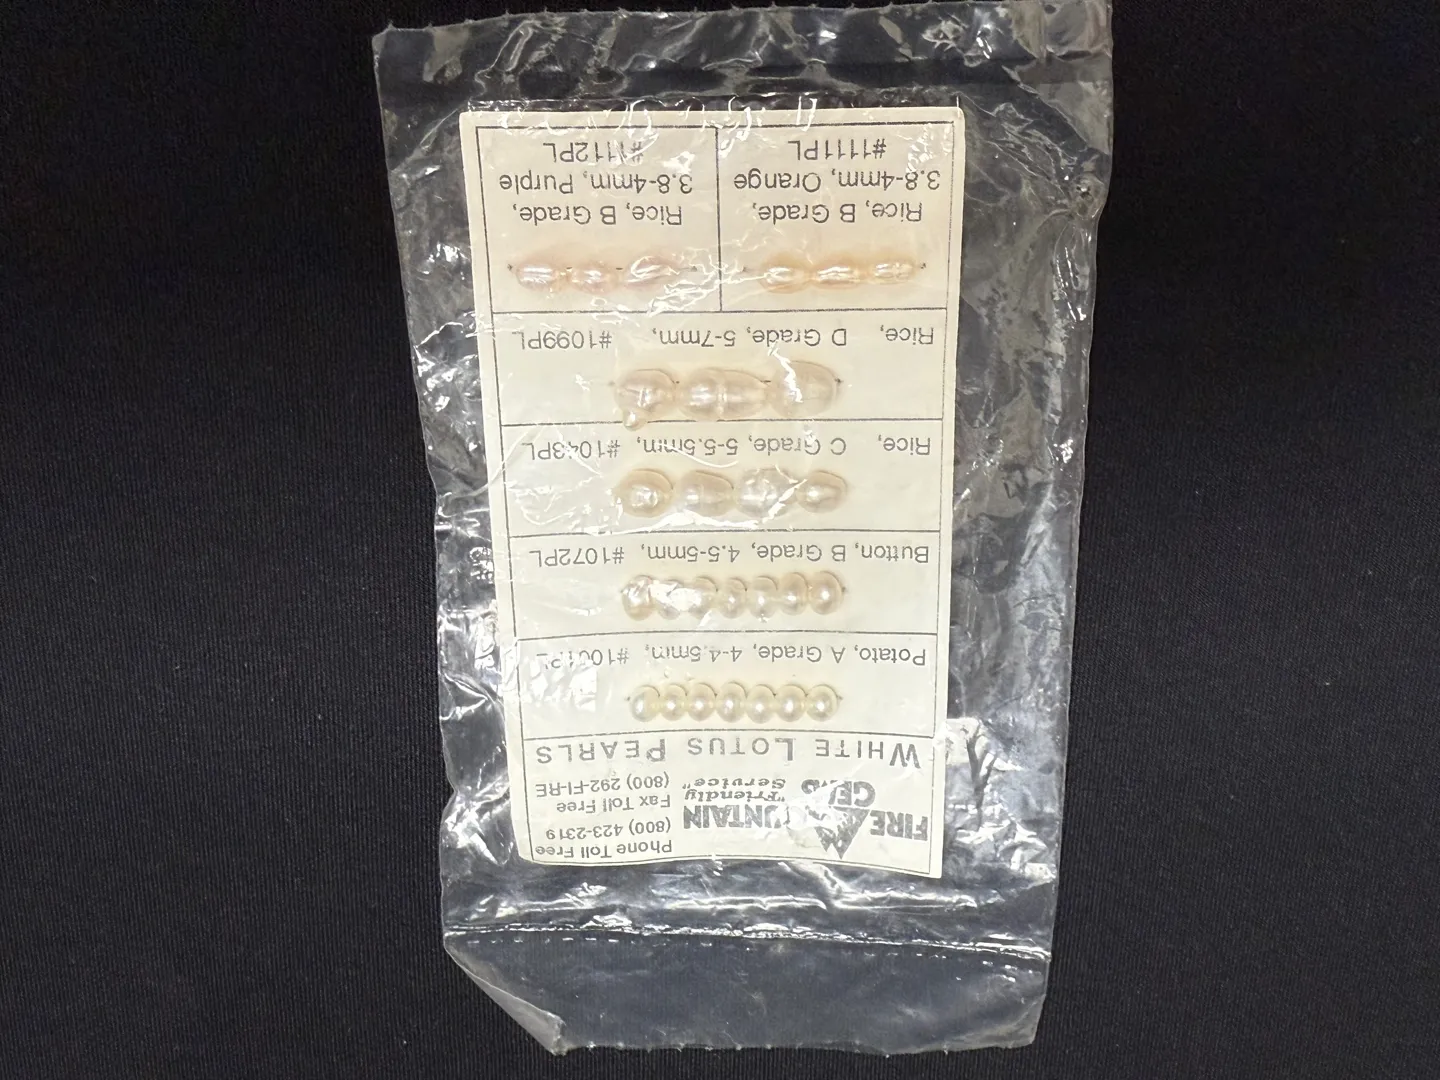 FIRE MOUNTAIN
GEMS
"Friendly
Service"
Phone Toll Free
(800) 423-2319
Fax Toll Free
(800) 292-FI-RE
WHITE LOTUS PEARLS
Potato, A Grade, 4-4.5mm, #1001PL
Button, B Grade, 4.5-5mm, #1072PL
Rice, C Grade, 5-5.5mm, #1043PL
Rice, D Grade, 5-7mm, #1099PL
Rice, B Grade,
3.8-4mm, Orange
#1111PL
Rice, B Grade,
3.8-4mm, Purple
#1112PL